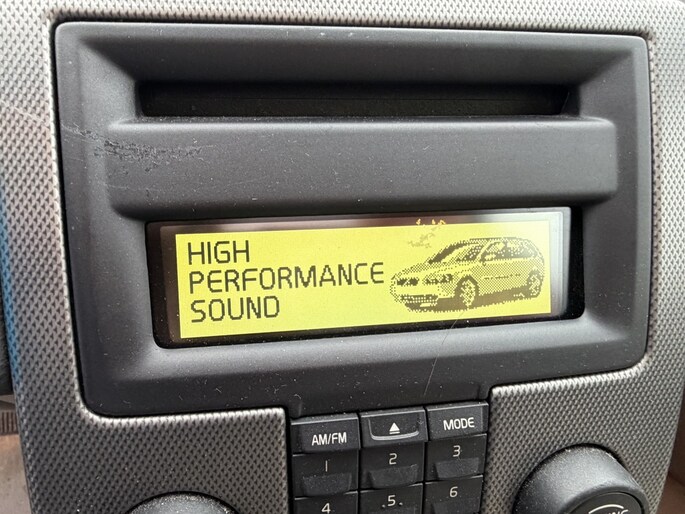 HIGH
PERFORMANCE
SOUND
AM/FM
MODE
1 2 3
4 5 6